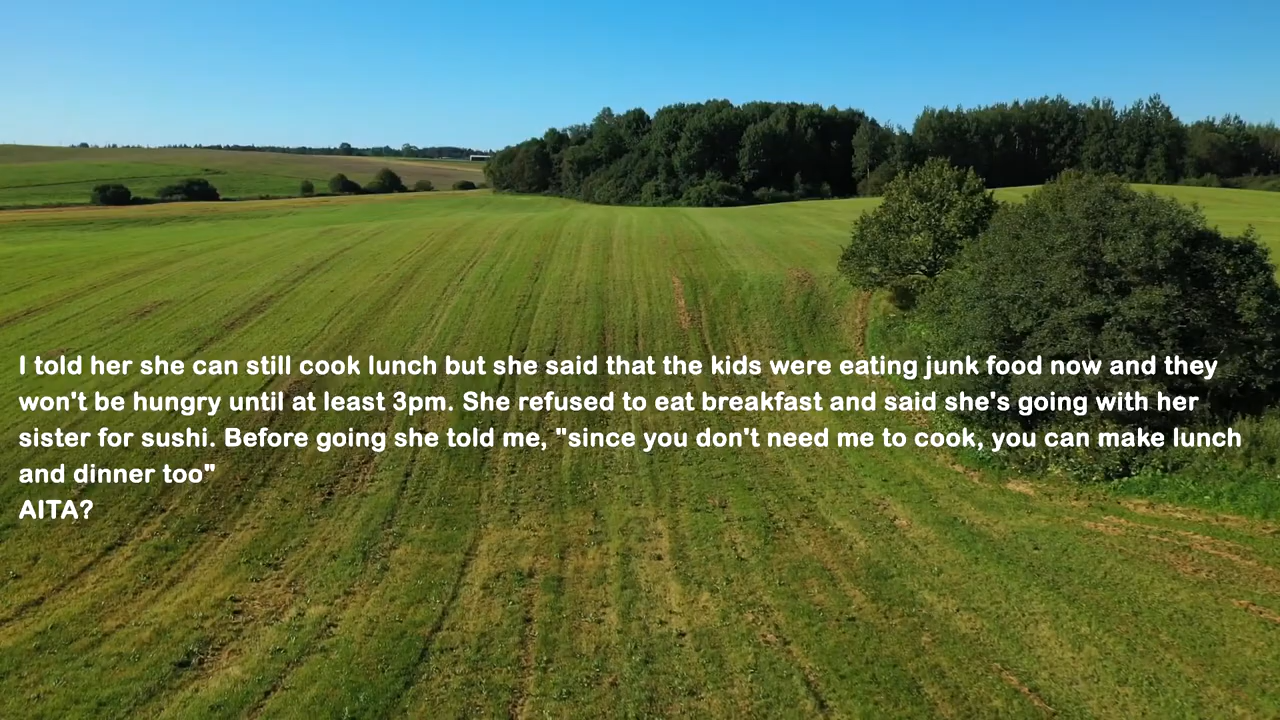 I told her she can still cook lunch but she said that the kids were eating junk food now and they
won't be hungry until at least 3pm. She refused to eat breakfast and said she's going with her
sister for sushi. Before going she told me, "since you don't need me to cook, you can make lunch
and dinner too"
AITA?